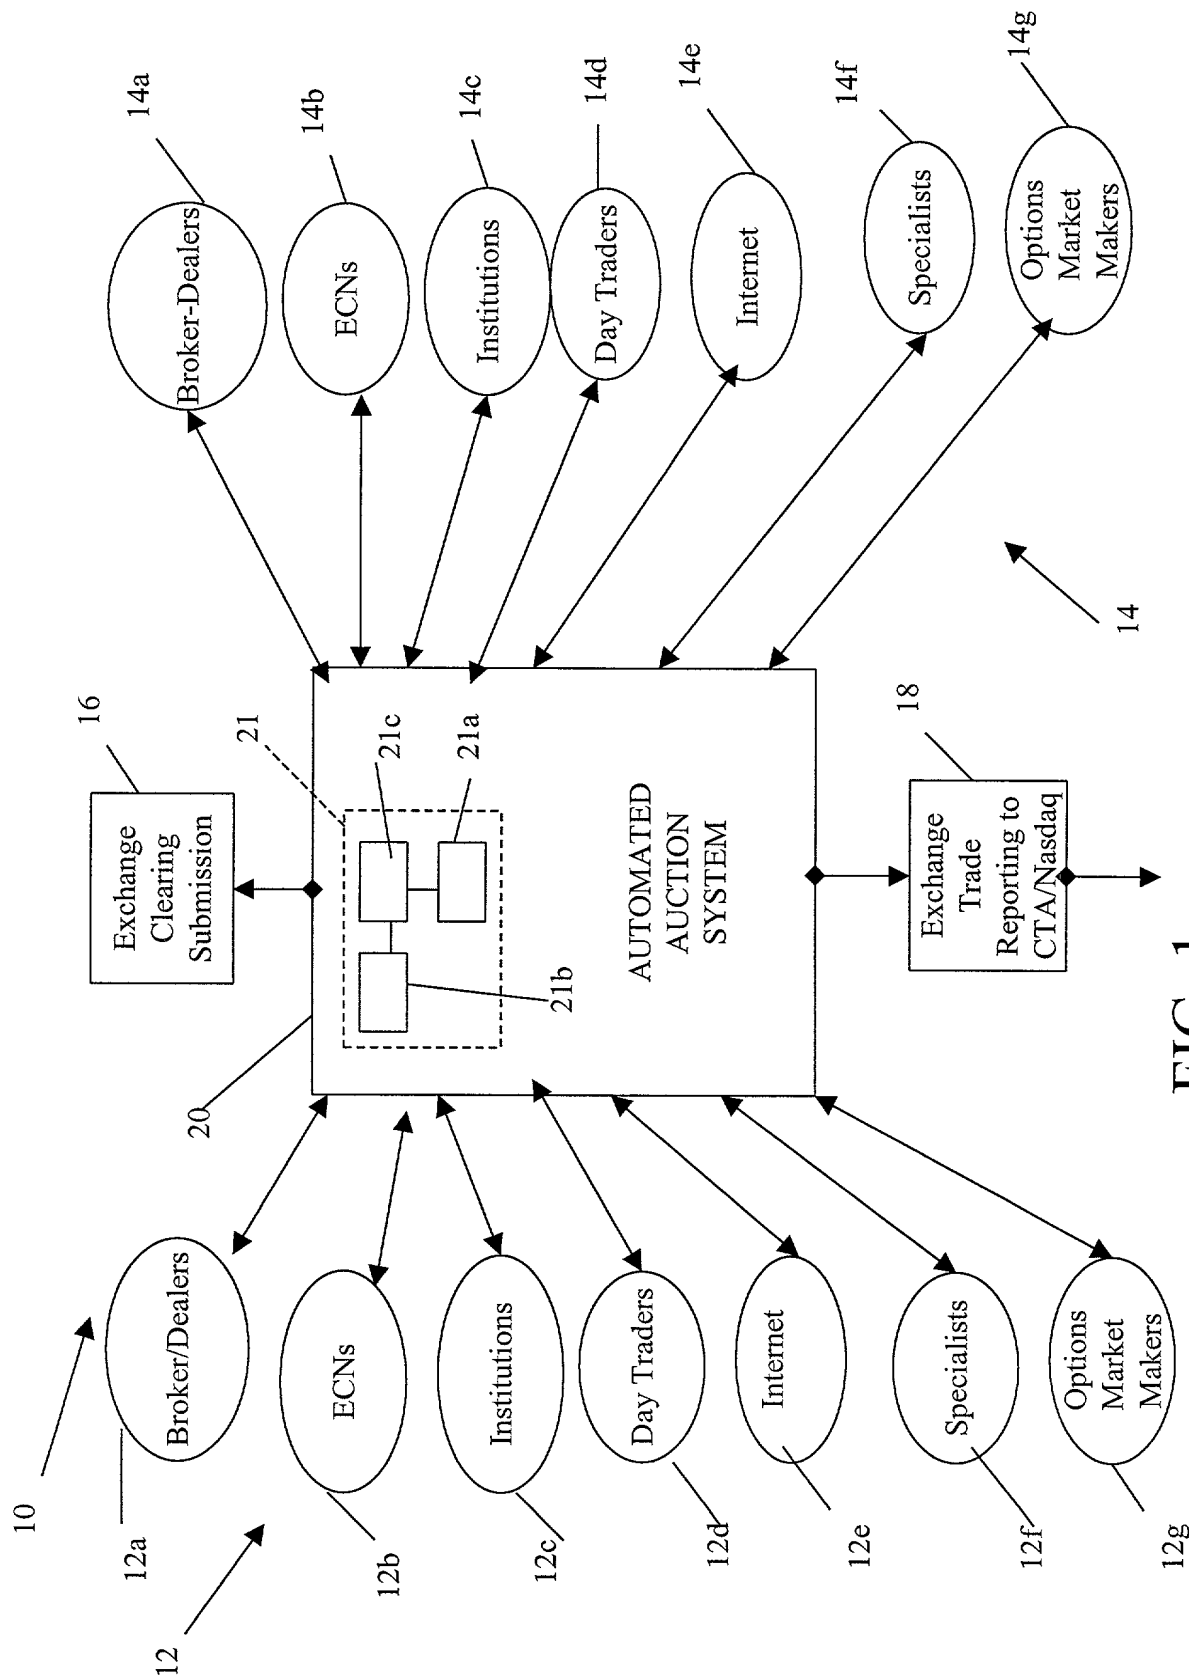 10
12
12a
Broker/Dealers
12b
ECNs
12c
Institutions
12d
Day Traders
12e
Internet
12f
Specialists
12g
Options
Market
Makers
16
Exchange
Clearing
Submission
20
21
21c
21a
21b
AUTOMATED
AUCTION
SYSTEM
18
Exchange
Trade
Reporting to
CTA/Nasdaq
14
14a
Broker-Dealers
14b
ECNs
14c
Institutions
14d
Day Traders
14e
Internet
14f
Specialists
14g
Options
Market
Makers
FIG. 1